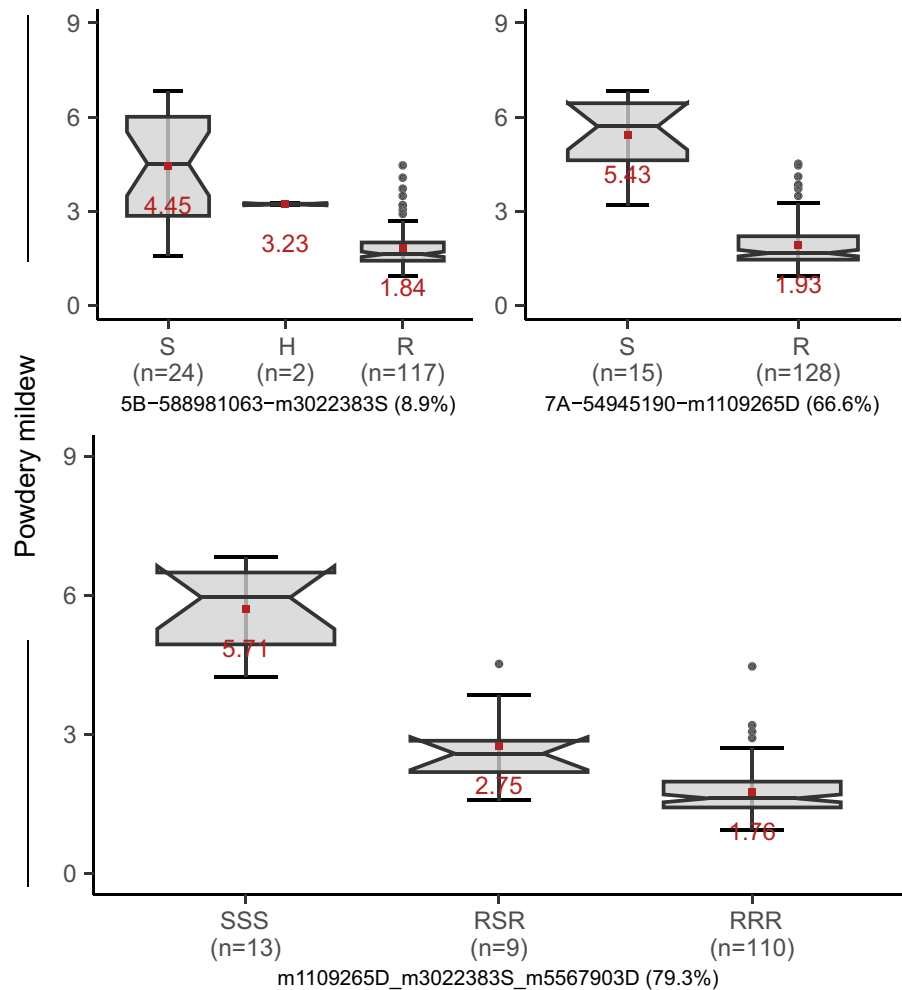 Powdery mildew
9
6
3
0
4.45
3.23
1.84
S
(n=24)
H
(n=2)
R
(n=117)
5B−588981063−m3022383S (8.9%)
9
6
3
0
5.43
1.93
S
(n=15)
R
(n=128)
7A−54945190−m1109265D (66.6%)
9
6
3
0
5.71
2.75
1.76
SSS
(n=13)
RSR
(n=9)
RRR
(n=110)
m1109265D_m3022383S_m5567903D (79.3%)